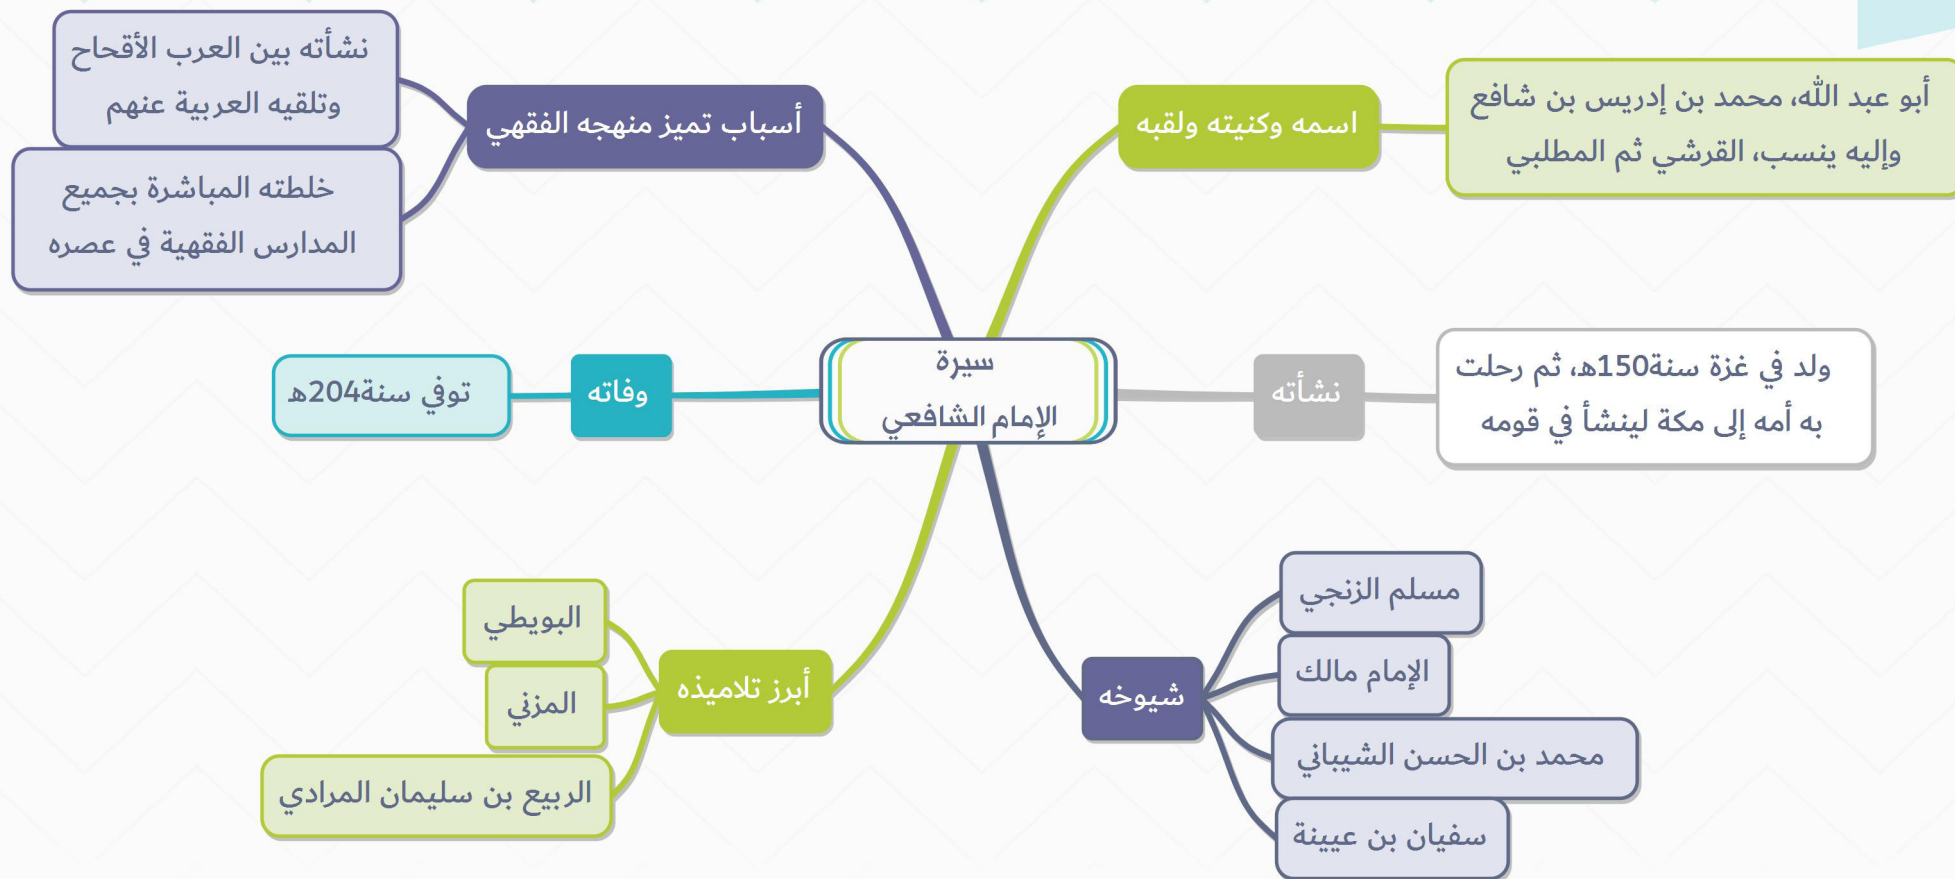 سيرة
الإمام الشافعي
اسمه وكنيته ولقبه
أبو عبد الله، محمد بن إدريس بن شافع
وإليه ينسب، القرشي ثم المطلبي
نشأته
ولد في غزة سنة150ه، ثم رحلت
به أمه إلى مكة لينشأ في قومه
شيوخه
مسلم الزنجي
الإمام مالك
محمد بن الحسن الشيباني
سفيان بن عيينة
أسباب تميز منهجه الفقهي
نشأته بين العرب الأقحاح
وتلقيه العربية عنهم
خلطته المباشرة بجميع
المدارس الفقهية في عصره
وفاته
توفي سنة204ه
أبرز تلاميذه
البويطي
المزني
الربيع بن سليمان المرادي